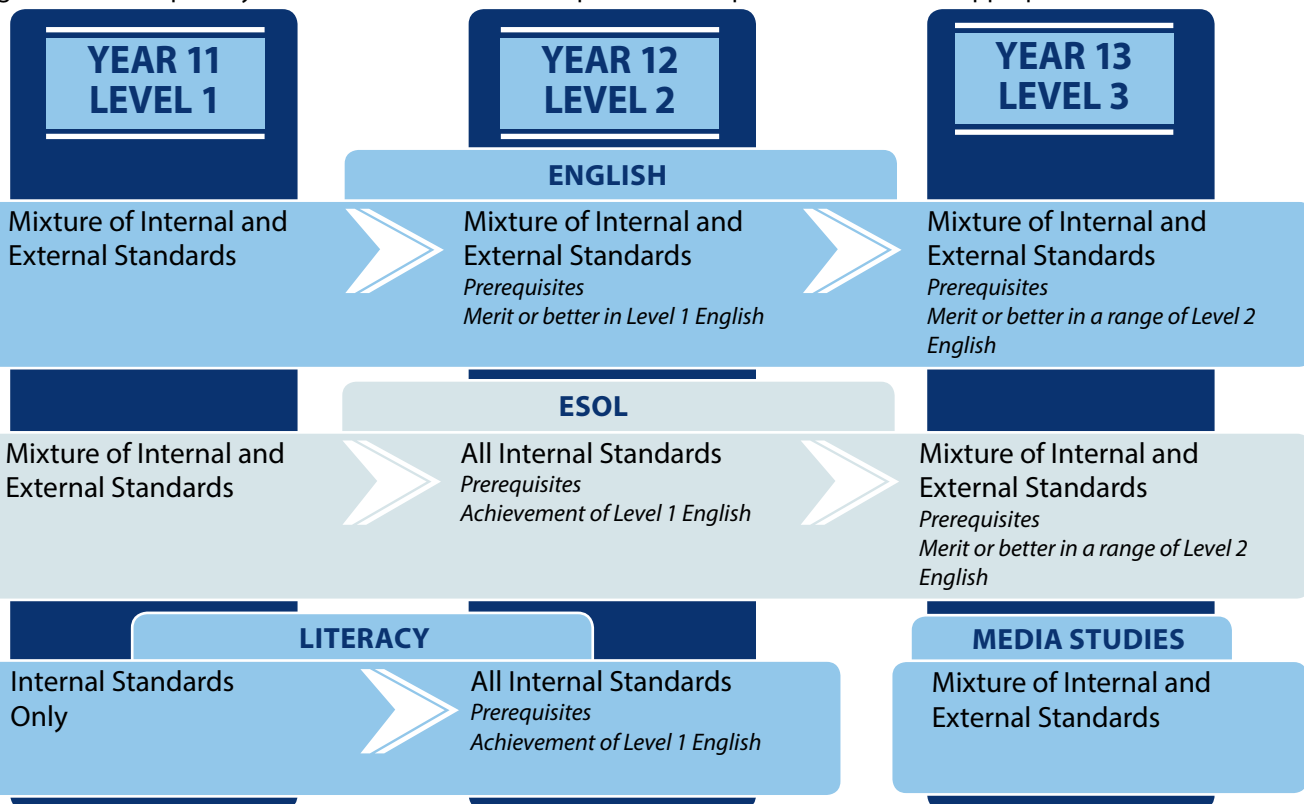 YEAR 11
LEVEL 1
YEAR 12
LEVEL 2
YEAR 13
LEVEL 3
ENGLISH
Mixture of Internal and
External Standards
Mixture of Internal and
External Standards
Prerequisites
Merit or better in Level 1 English
Mixture of Internal and
External Standards
Prerequisites
Merit or better in a range of Level 2
English
ESOL
Mixture of Internal and
External Standards
All Internal Standards
Prerequisites
Achievement of Level 1 English
Mixture of Internal and
External Standards
Prerequisites
Merit or better in a range of Level 2
English
LITERACY
Internal Standards
Only
All Internal Standards
Prerequisites
Achievement of Level 1 English
MEDIA STUDIES
Mixture of Internal and
External Standards